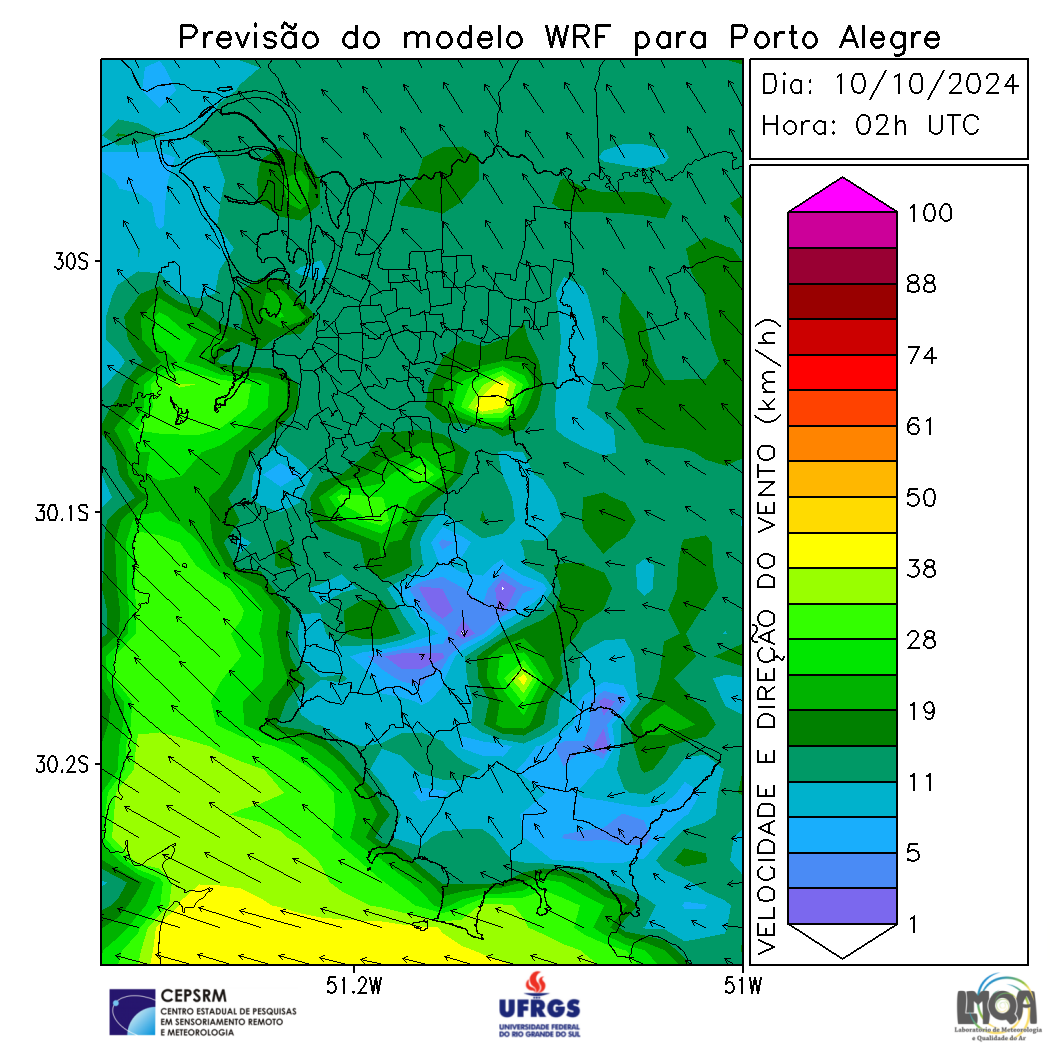 Previsão do modelo WRF para Porto Alegre
Dia: 10/10/2024
Hora: 02h UTC
30S
30.1S
30.2S
51.2W
51W
VELOCIDADE E DIREÇÃO DO VENTO (km/h)
100
88
74
61
50
38
28
19
11
5
1
CEPSRM
CENTRO ESTADUAL DE PESQUISAS
EM SENSORIAMENTO REMOTO
E METEOROLOGIA
UFRGS
UNIVERSIDADE FEDERAL
DO RIO GRANDE DO SUL
LMQA
Laboratório de Meteorologia
e Qualidade do Ar